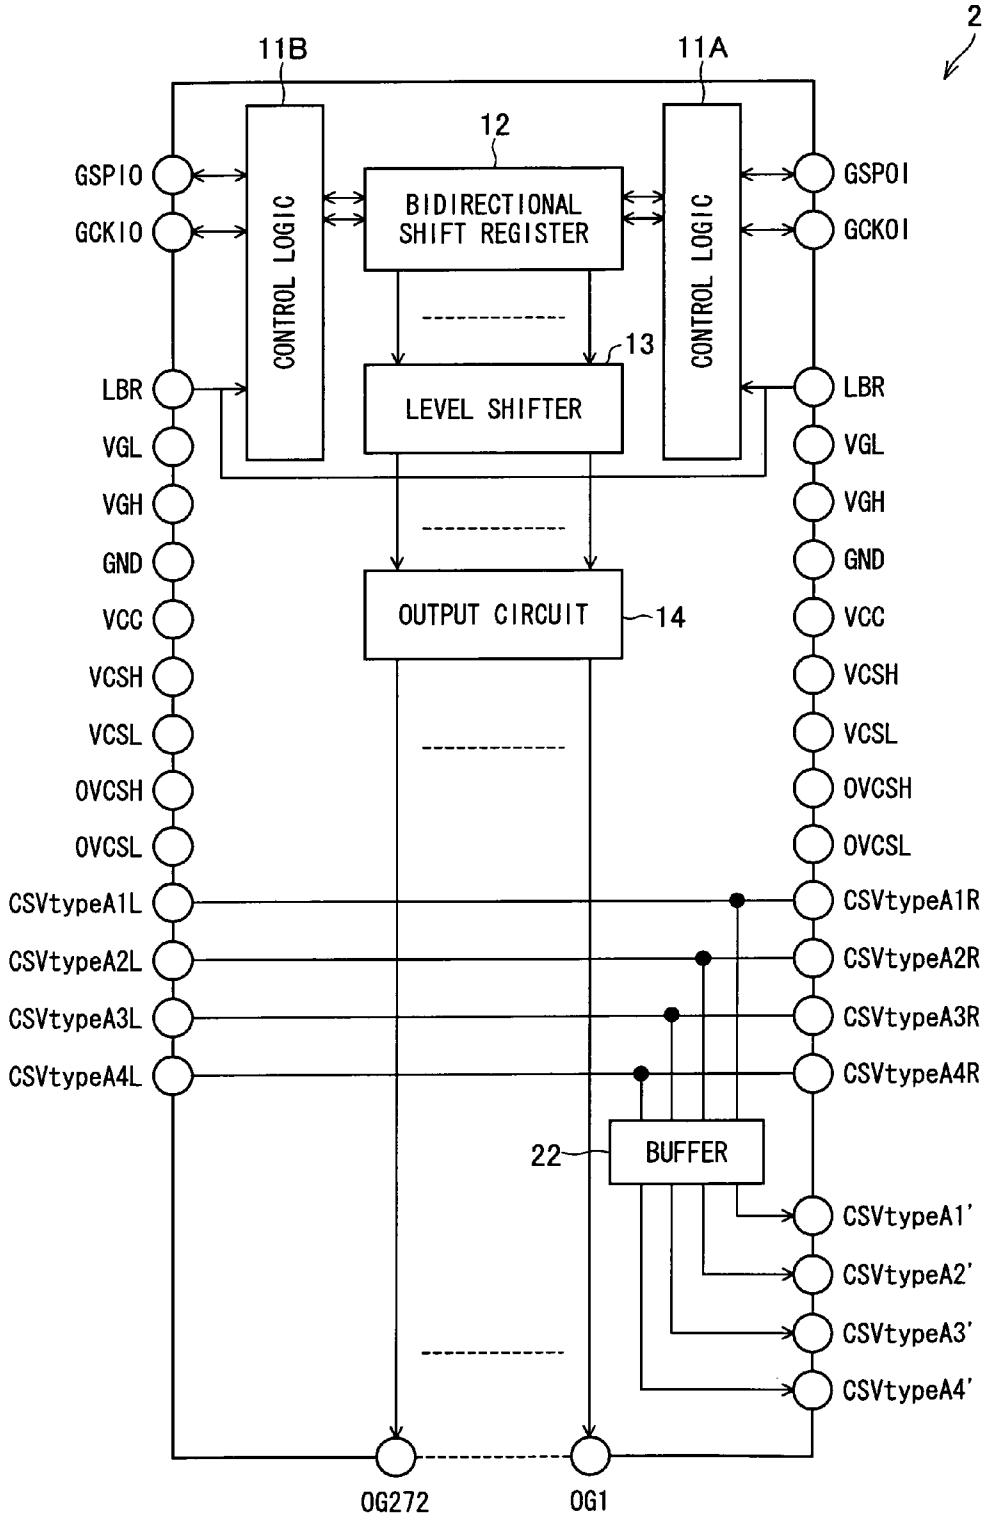 2
11B
11A
12
GSPIO
GSPOI
BIDIRECTIONAL
SHIFT REGISTER
GCKIO
GCKOI
CONTROL LOGIC
CONTROL LOGIC
13
LBR
LBR
LEVEL SHIFTER
VGL
VGL
VGH
VGH
GND
GND
OUTPUT CIRCUIT
14
VCC
VCC
VCSH
VCSH
VCSL
VCSL
OVCSH
OVCSH
OVCSL
OVCSL
CSVtypeA1L
CSVtypeA1R
CSVtypeA2L
CSVtypeA2R
CSVtypeA3L
CSVtypeA3R
CSVtypeA4L
CSVtypeA4R
22
BUFFER
CSVtypeA1'
CSVtypeA2'
CSVtypeA3'
CSVtypeA4'
OG272
OG1